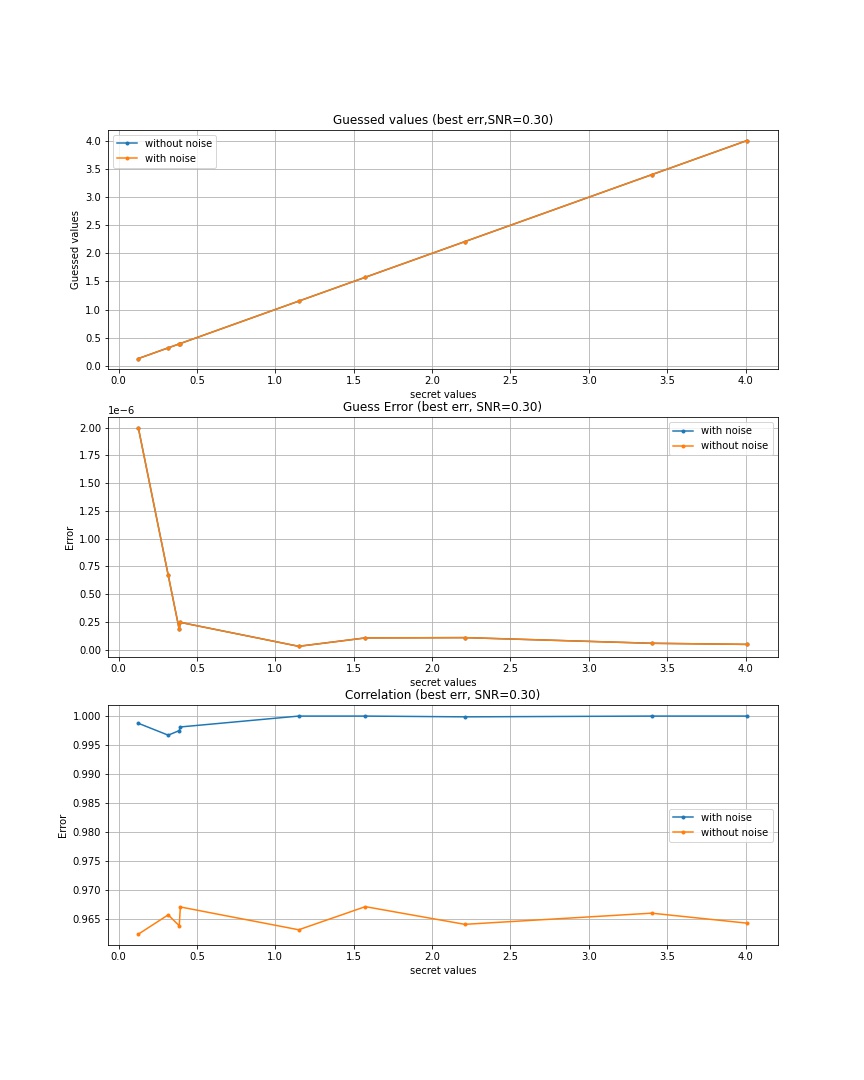 Guessed values (best err,SNR=0.30)
without noise
with noise
Guessed values
4.0
3.5
3.0
2.5
2.0
1.5
1.0
0.5
0.0
0.0 0.5 1.0 1.5 2.0 2.5 3.0 3.5 4.0
secret values
Guess Error (best err, SNR=0.30)
1e−6
with noise
without noise
Error
2.00
1.75
1.50
1.25
1.00
0.75
0.50
0.25
0.00
0.0 0.5 1.0 1.5 2.0 2.5 3.0 3.5 4.0
secret values
Correlation (best err, SNR=0.30)
with noise
without noise
Error
1.000
0.995
0.990
0.985
0.980
0.975
0.970
0.965
0.0 0.5 1.0 1.5 2.0 2.5 3.0 3.5 4.0
secret values